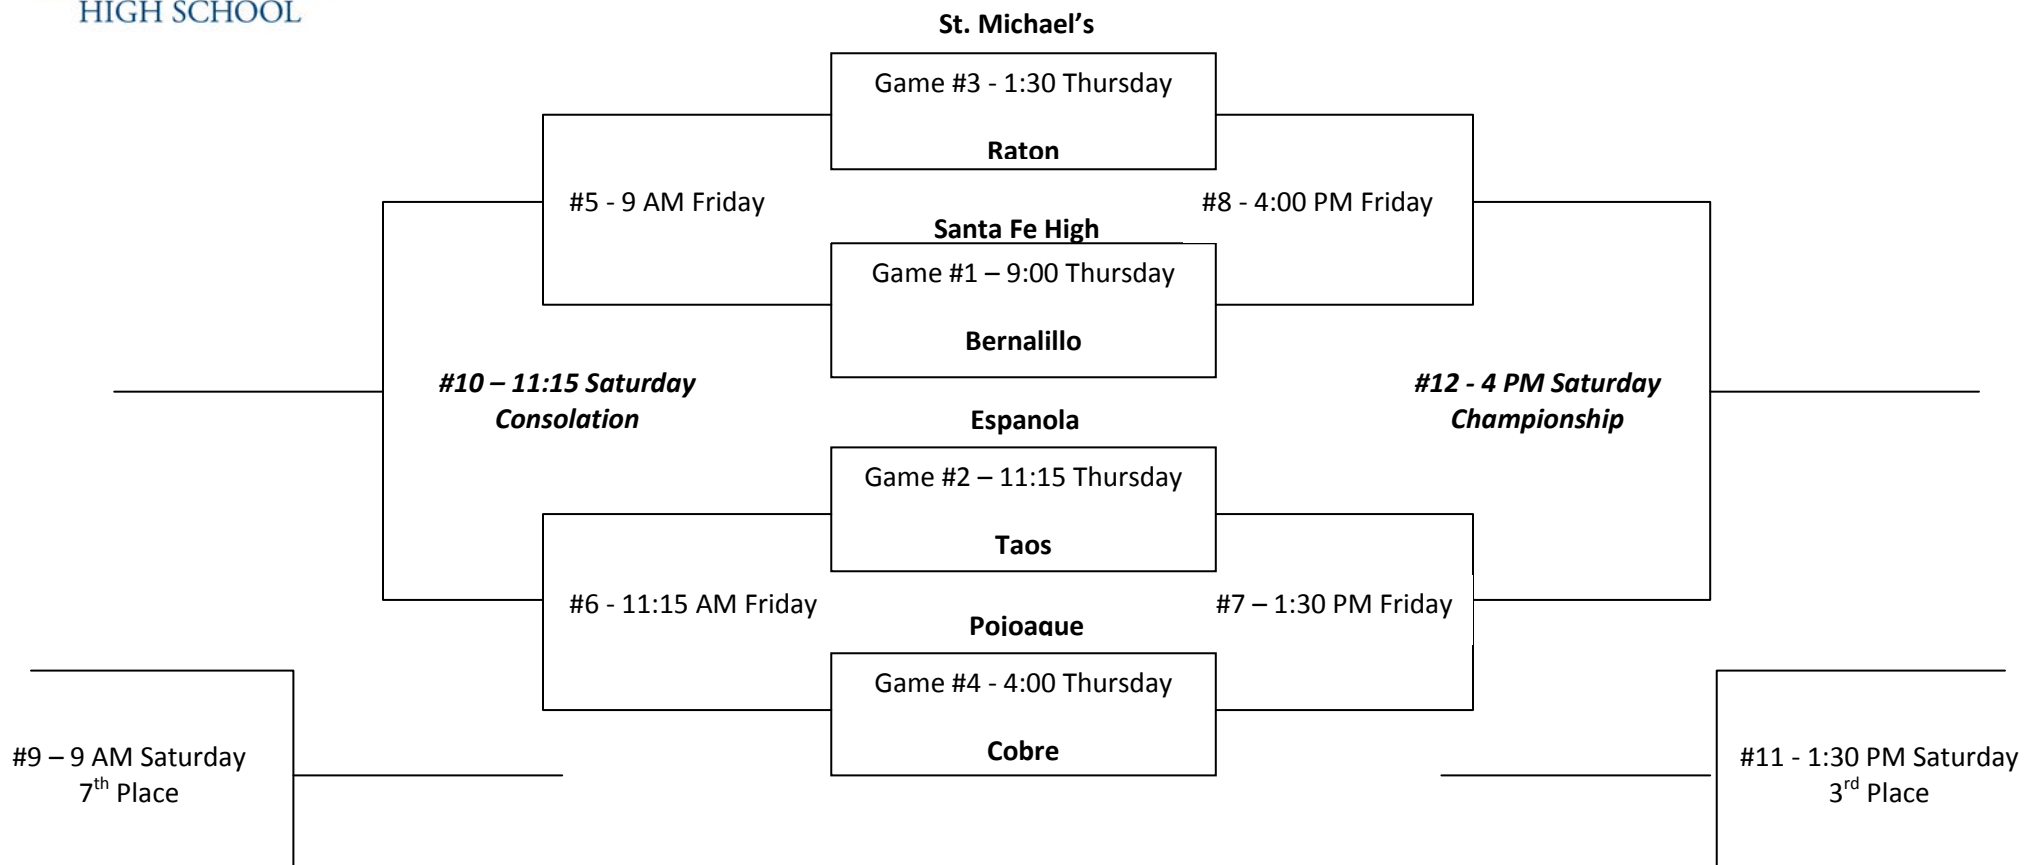 HIGH SCHOOL
St. Michael’s
Game #3 - 1:30 Thursday
Raton
#5 - 9 AM Friday
#8 - 4:00 PM Friday
Santa Fe High
Game #1 – 9:00 Thursday
Bernalillo
#10 – 11:15 Saturday
Consolation
#12 - 4 PM Saturday
Championship
Espanola
Game #2 – 11:15 Thursday
Taos
#6 - 11:15 AM Friday
#7 – 1:30 PM Friday
Pojoaque
Game #4 - 4:00 Thursday
Cobre
#9 – 9 AM Saturday
7th Place
#11 - 1:30 PM Saturday
3rd Place